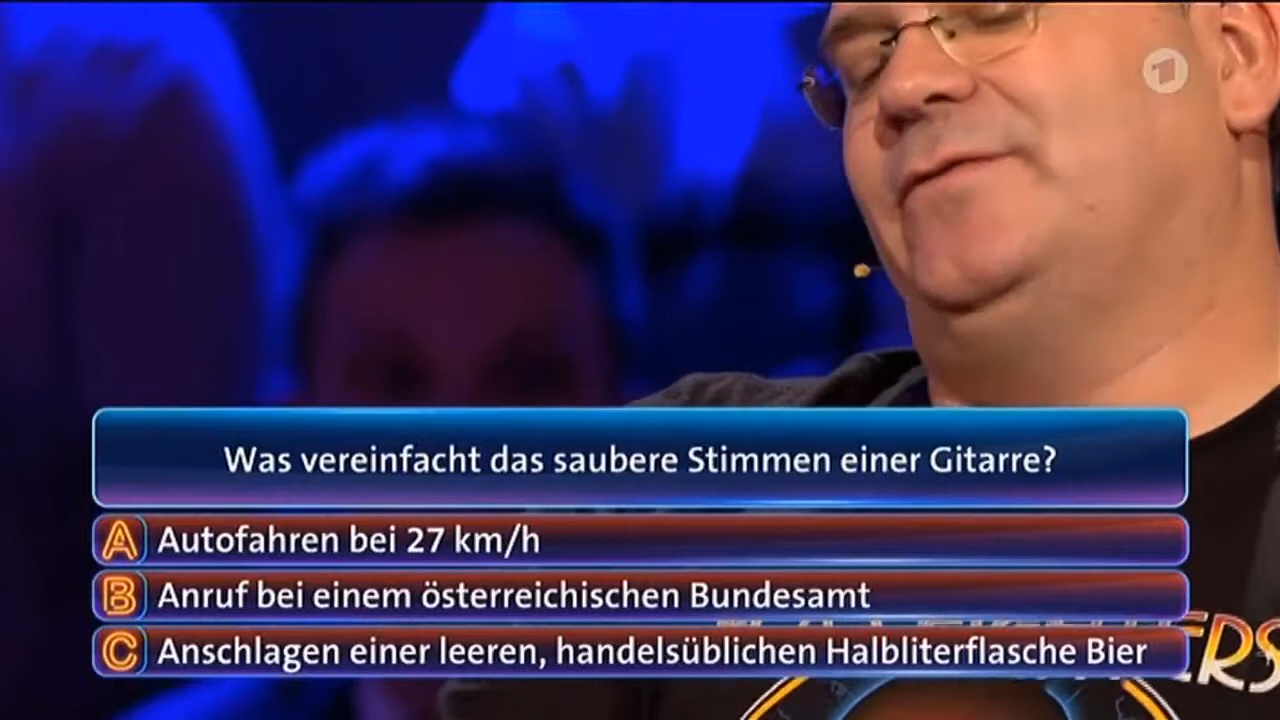 Was vereinfacht das saubere Stimmen einer Gitarre?
A Autofahren bei 27 km/h
B Anruf bei einem österreichischen Bundesamt
C Anschlagen einer leeren, handelsüblichen Halbliterflasche Bier